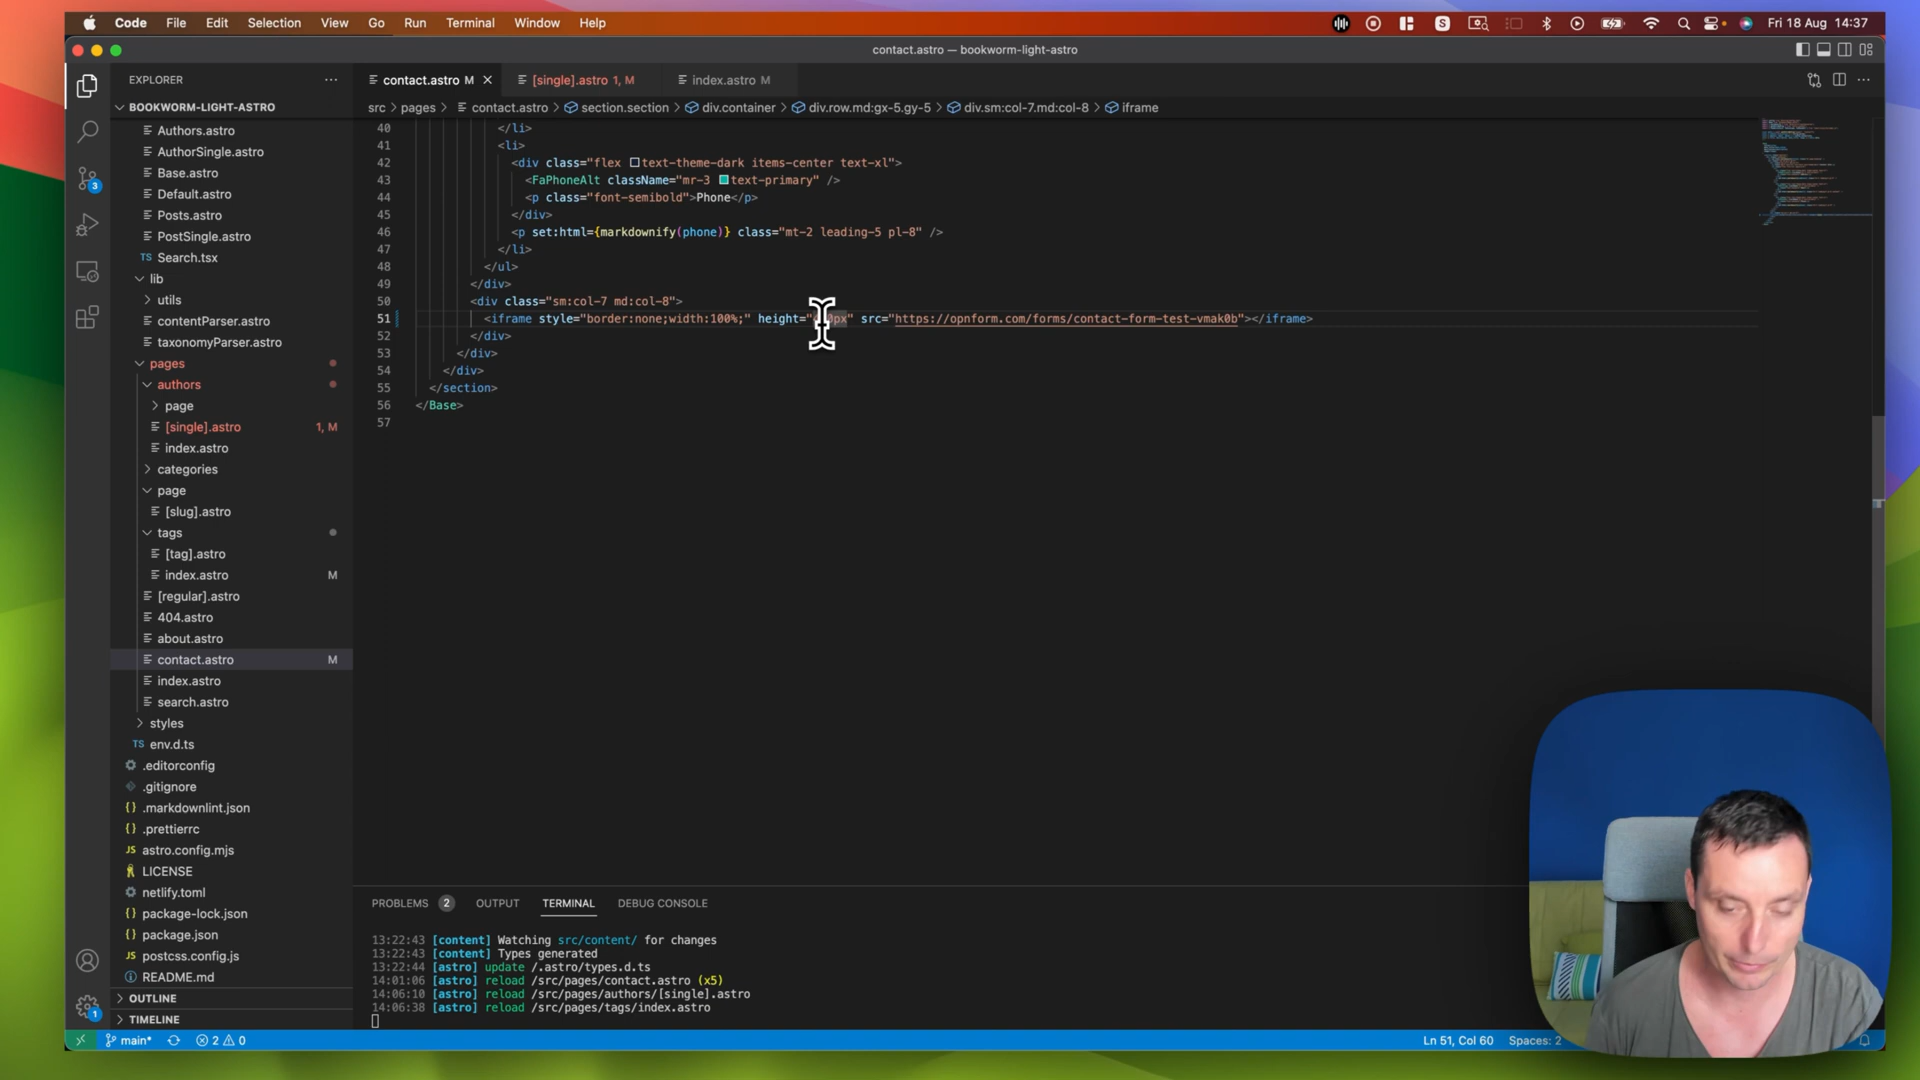 Code File Edit Selection View Go Run Terminal Window Help
S
Fri 18 Aug 14:37
contact.astro — bookworm-light-astro
EXPLORER
contact.astro M
[single].astro 1, M
index.astro M
BOOKWORM-LIGHT-ASTRO
src > pages > contact.astro > section.section > div.container > div.row.md:gx-5.gy-5 > div.sm:col-7.md:col-8 > iframe
Authors.astro
AuthorSingle.astro
Base.astro
Default.astro
Posts.astro
PostSingle.astro
TS Search.tsx
lib
utils
contentParser.astro
taxonomyParser.astro
pages
authors
page
[single].astro 1, M
index.astro
categories
page
[slug].astro
tags
[tag].astro
index.astro M
[regular].astro
404.astro
about.astro
contact.astro M
index.astro
search.astro
styles
TS env.d.ts
.editorconfig
.gitignore
{} .markdownlint.json
{} .prettierrc
JS astro.config.mjs
LICENSE
netlify.toml
{} package-lock.json
{} package.json
JS postcss.config.js
README.md
OUTLINE
TIMELINE
3
1
40 </li>
41 <li>
42 <div class="flex text-theme-dark items-center text-xl">
43 <FaPhoneAlt className="mr-3 text-primary" />
44 <p class="font-semibold">Phone</p>
45 </div>
46 <p set:html={markdownify(phone)} class="mt-2 leading-5 pl-8" />
47 </li>
48 </ul>
49 </div>
50 <div class="sm:col-7 md:col-8">
51 <iframe style="border:none;width:100%;" height=" px" src="https://opnform.com/forms/contact-form-test-vmak0b"></iframe>
52 </div>
53 </div>
54 </div>
55 </section>
56 </Base>
57
PROBLEMS 2 OUTPUT TERMINAL DEBUG CONSOLE
13:22:43 [content] Watching src/content/ for changes
13:22:43 [content] Types generated
13:22:44 [astro] update /.astro/types.d.ts
14:01:06 [astro] reload /src/pages/contact.astro (x5)
14:06:10 [astro] reload /src/pages/authors/[single].astro
14:06:38 [astro] reload /src/pages/tags/index.astro
main* 2 0
Ln 51, Col 60 Spaces: 2